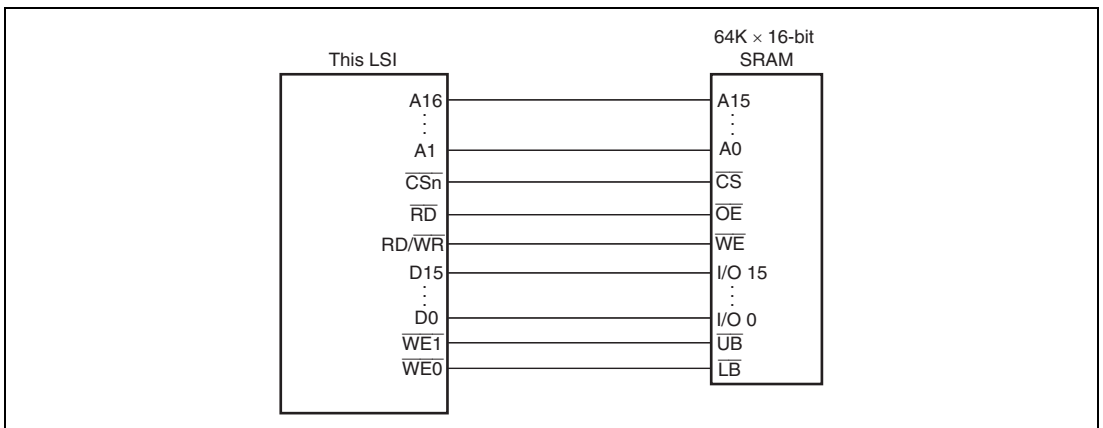 64K × 16-bit
This LSI SRAM
A16 A15
A1 A0
CSn CS
RD OE
RD/WR WE
D15 I/O 15
D0 I/O 0
WE1 UB
WE0 LB